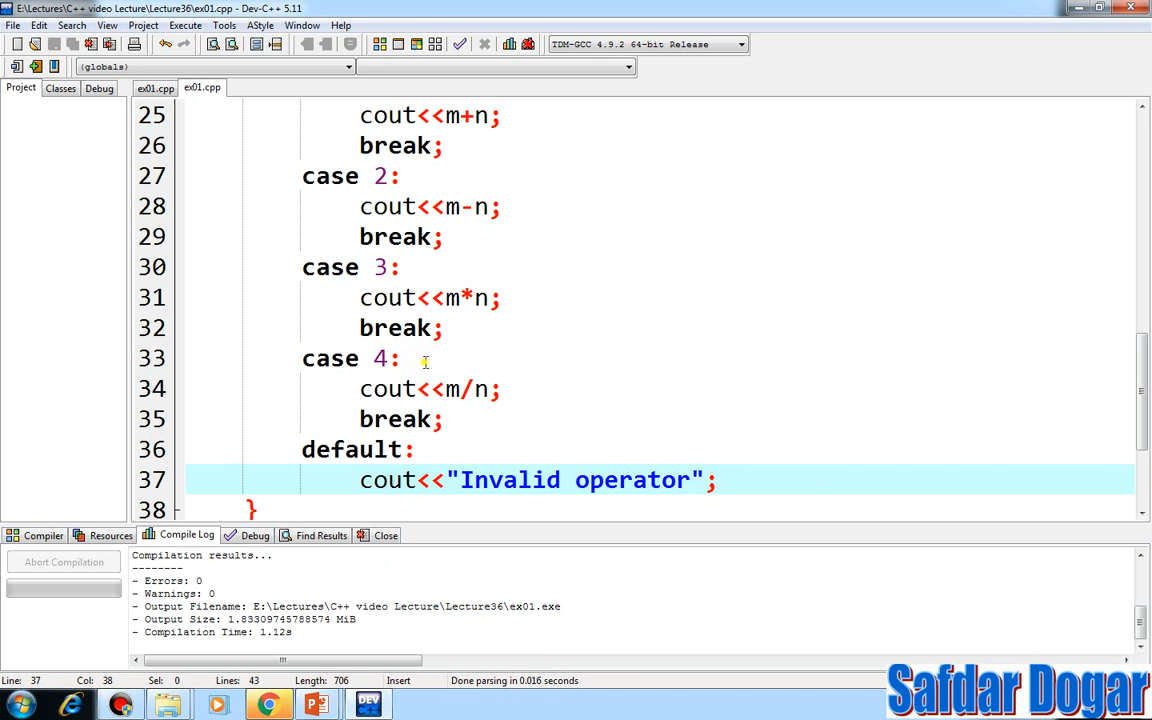 E:\Lectures\C++ video Lecture\Lecture36\ex01.cpp - Dev-C++ 5.11
File Edit Search View Project Execute Tools AStyle Window Help
TDM-GCC 4.9.2 64-bit Release
(globals)
Project Classes Debug ex01.cpp ex01.cpp
25 cout<<m+n;
26 break;
27 case 2:
28 cout<<m-n;
29 break;
30 case 3:
31 cout<<m*n;
32 break;
33 case 4:
34 cout<<m/n;
35 break;
36 default:
37 cout<<"Invalid operator";
38 }
Compiler Resources Compile Log Debug Find Results Close
Abort Compilation
Compilation results...
--------
- Errors: 0
- Warnings: 0
- Output Filename: E:\Lectures\C++ video Lecture\Lecture36\ex01.exe
- Output Size: 1.83309745788574 MiB
- Compilation Time: 1.12s
Line: 37 Col: 38 Sel: 0 Lines: 43 Length: 706 Insert Done parsing in 0.016 seconds
DEV
Safdar Dogar